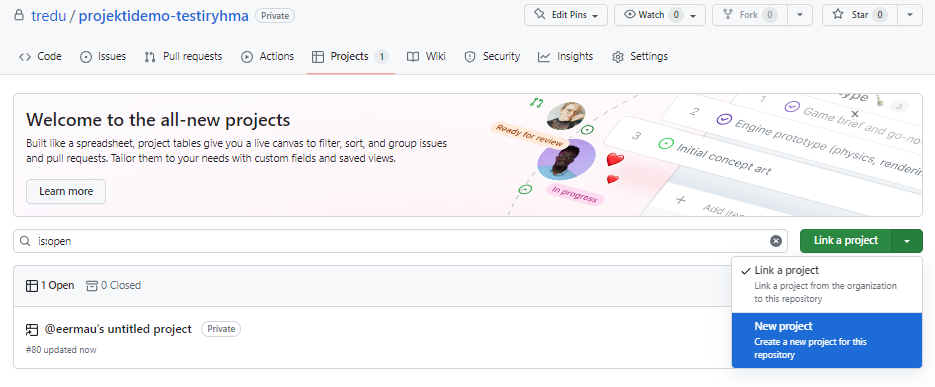 tredu / projektidemo-testiryhma Private
Edit Pins Watch 0 Fork 0 Star 0
Code Issues Pull requests Actions Projects 1 Wiki Security Insights Settings
Welcome to the all-new projects
Built like a spreadsheet, project tables give you a live canvas to filter, sort, and group issues
and pull requests. Tailor them to your needs with custom fields and saved views.
Learn more
Ready for review
In progress
ype 3
1 Game brief and go-no-
2 Engine prototype (physics, rendering
3 Initial concept art
+ Add ite
is:open
Link a project
1 Open 0 Closed
@eermau's untitled project Private
#80 updated now
Link a project
Link a project from the organization
to this repository
New project
Create a new project for this
repository